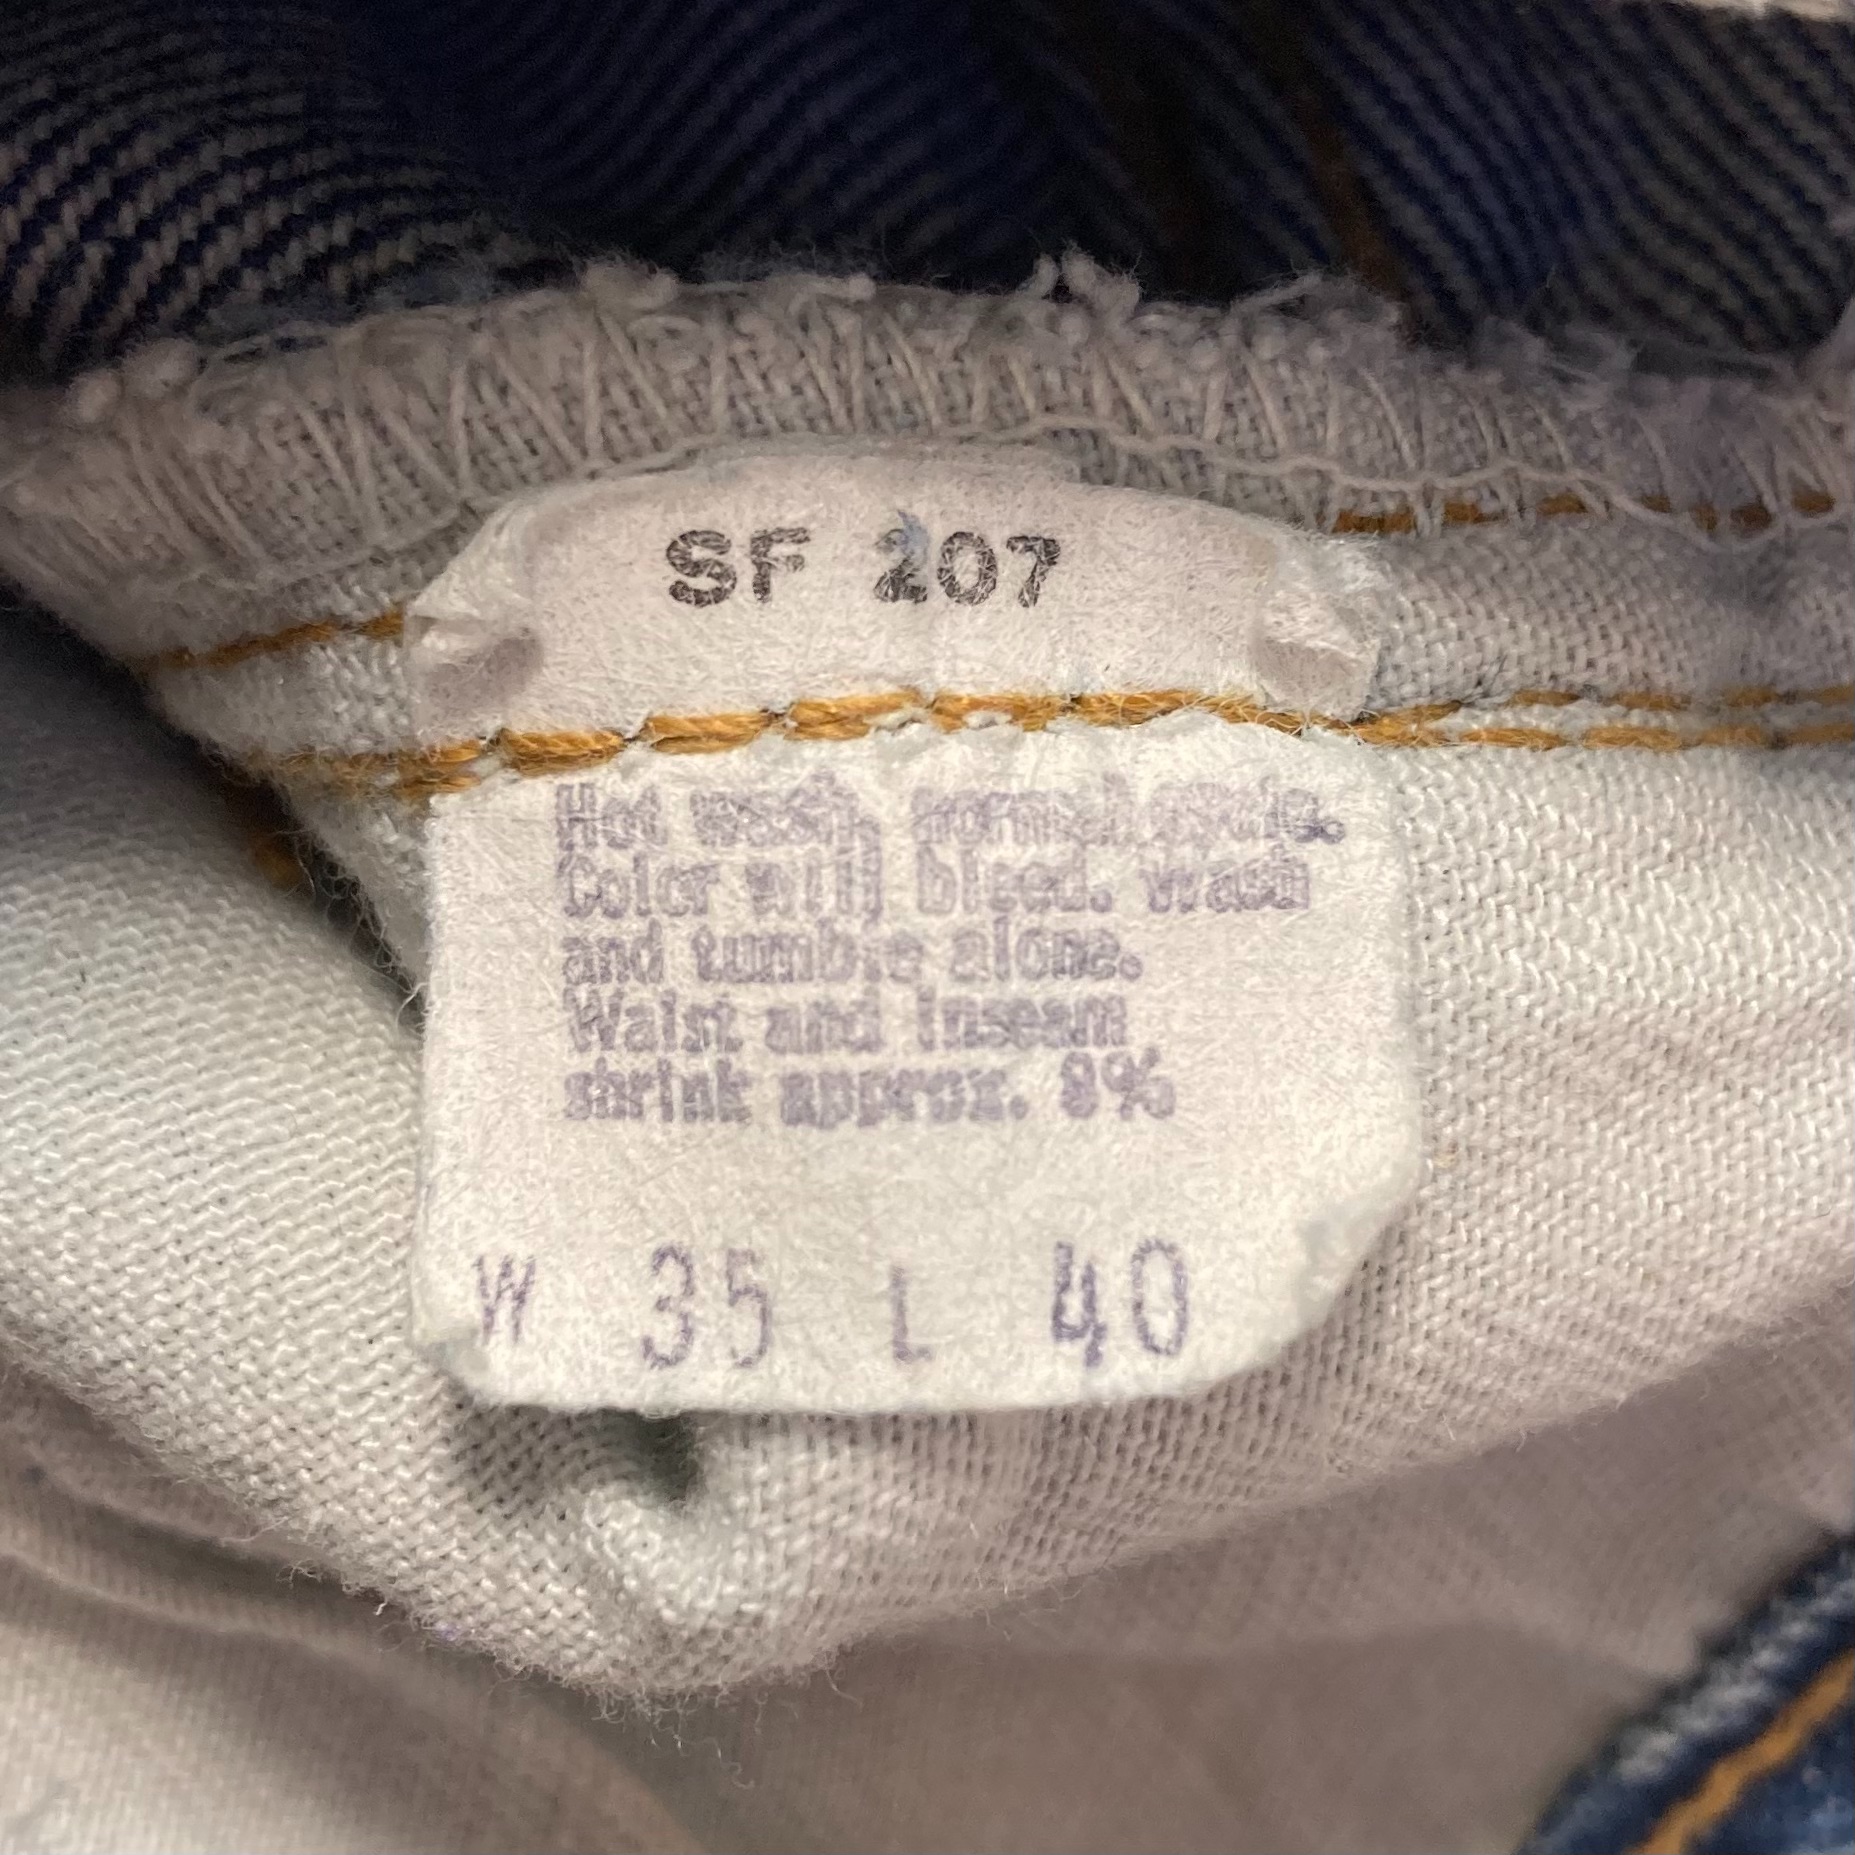 SF 207
Hot wash, normal cycle.
Color will bleed. Wash
and tumble alone.
Waist and inseam
shrink approx. 8%
W 35 L 40